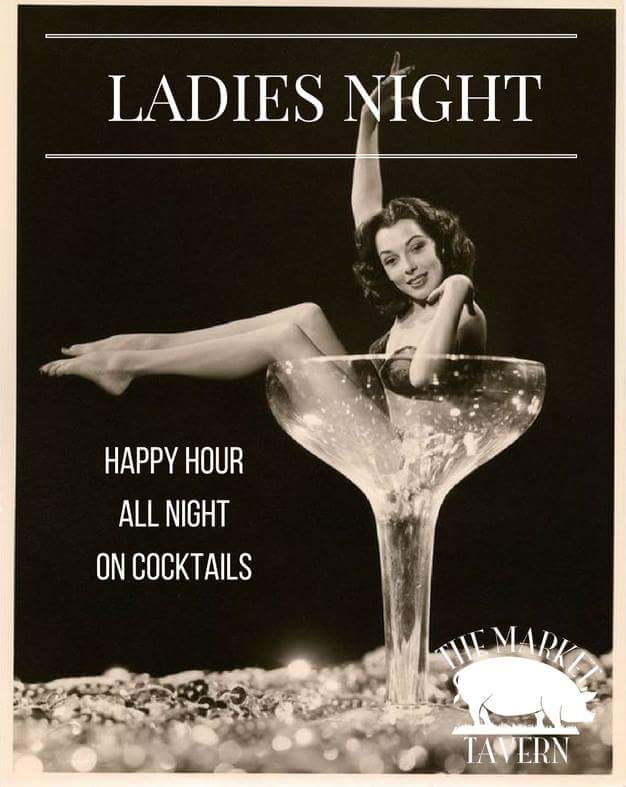 LADIES NIGHT
HAPPY HOUR
ALL NIGHT
ON COCKTAILS
THE MARKET
TAVERN